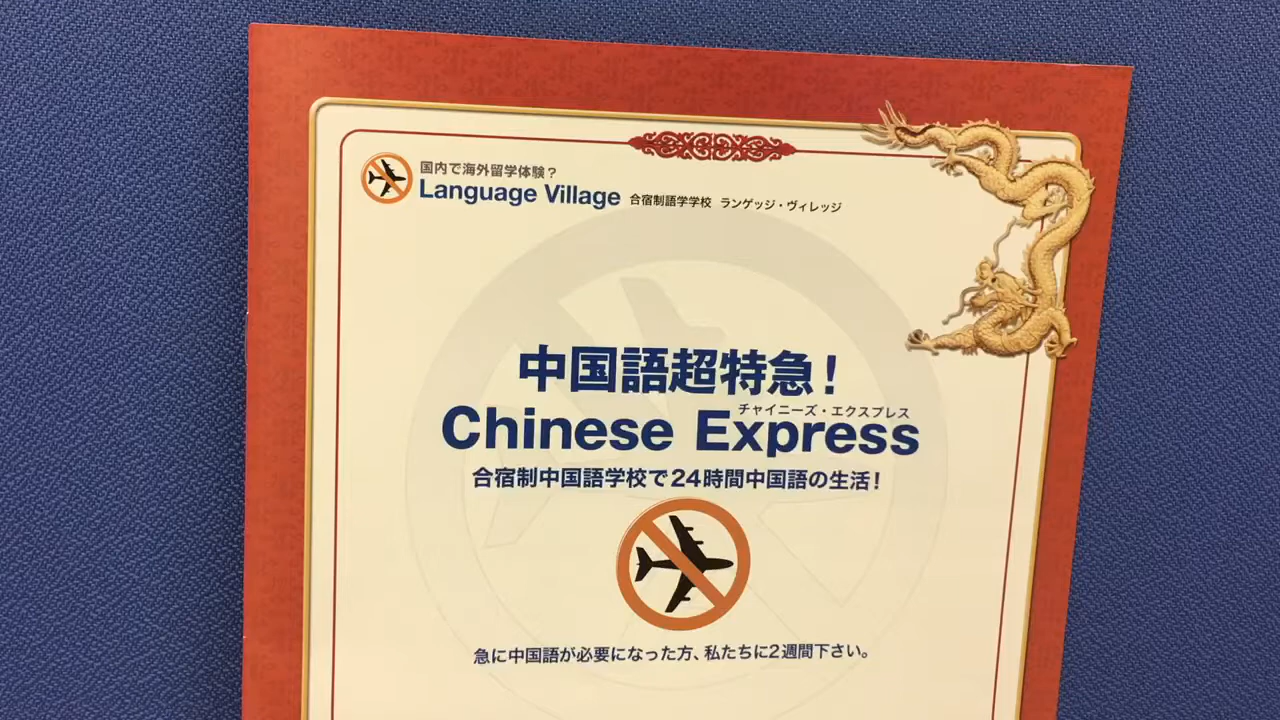 国内で海外留学体験？
Language Village 合宿制語学学校 ランゲッジ・ヴィレッジ
中国語超特急！
チャイニーズ・エクスプレス
Chinese Express
合宿制中国語学校で24時間中国語の生活！
急に中国語が必要になった方、私たちに2週間下さい。